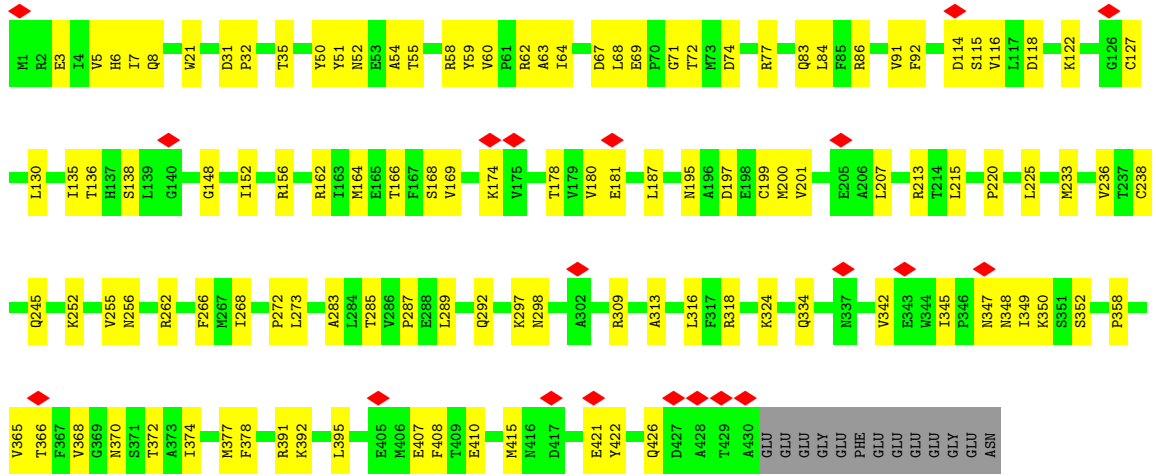 M1 R2 E3 I4 V5 H6 I7 Q8 W21 D31 P32 T35 Y50 Y51 N52 E53 A54 T55 R58 Y59 V60 P61 R62 A63 I64 D67 L68 E69 P70 G71 T72 M73 D74 R77 Q83 L84 F85 R86 V91 F92 D114 S115 V116 L117 D118 K122 G126 C127
L130 I135 T136 H137 S138 L139 G140 G148 I152 R156 R162 I163 M164 E165 T166 F167 S168 V169 K174 V175 T178 V179 V180 E181 L187 N195 A196 D197 E198 C199 M200 V201 E205 A206 L207 R213 T214 L215 P220 L225 M233 V236 T237 C238
Q245 K252 V255 N256 R262 F266 M267 I268 P272 L273 A283 L284 T285 V286 P287 E288 L289 Q292 K297 N298 A302 R309 A313 L316 F317 R318 K324 Q334 N337 V342 E343 W344 I345 P346 N347 N348 I349 K350 S351 S352 P358
V365 T366 F367 V368 G369 N370 S371 T372 A373 I374 M377 F378 R391 K392 L395 E405 M406 E407 F408 T409 E410 M415 N416 D417 E421 Y422 Q426 D427 A428 T429 A430 GLU GLU GLU GLY GLU PHE GLU GLU GLU GLU GLU GLY GLU ASN